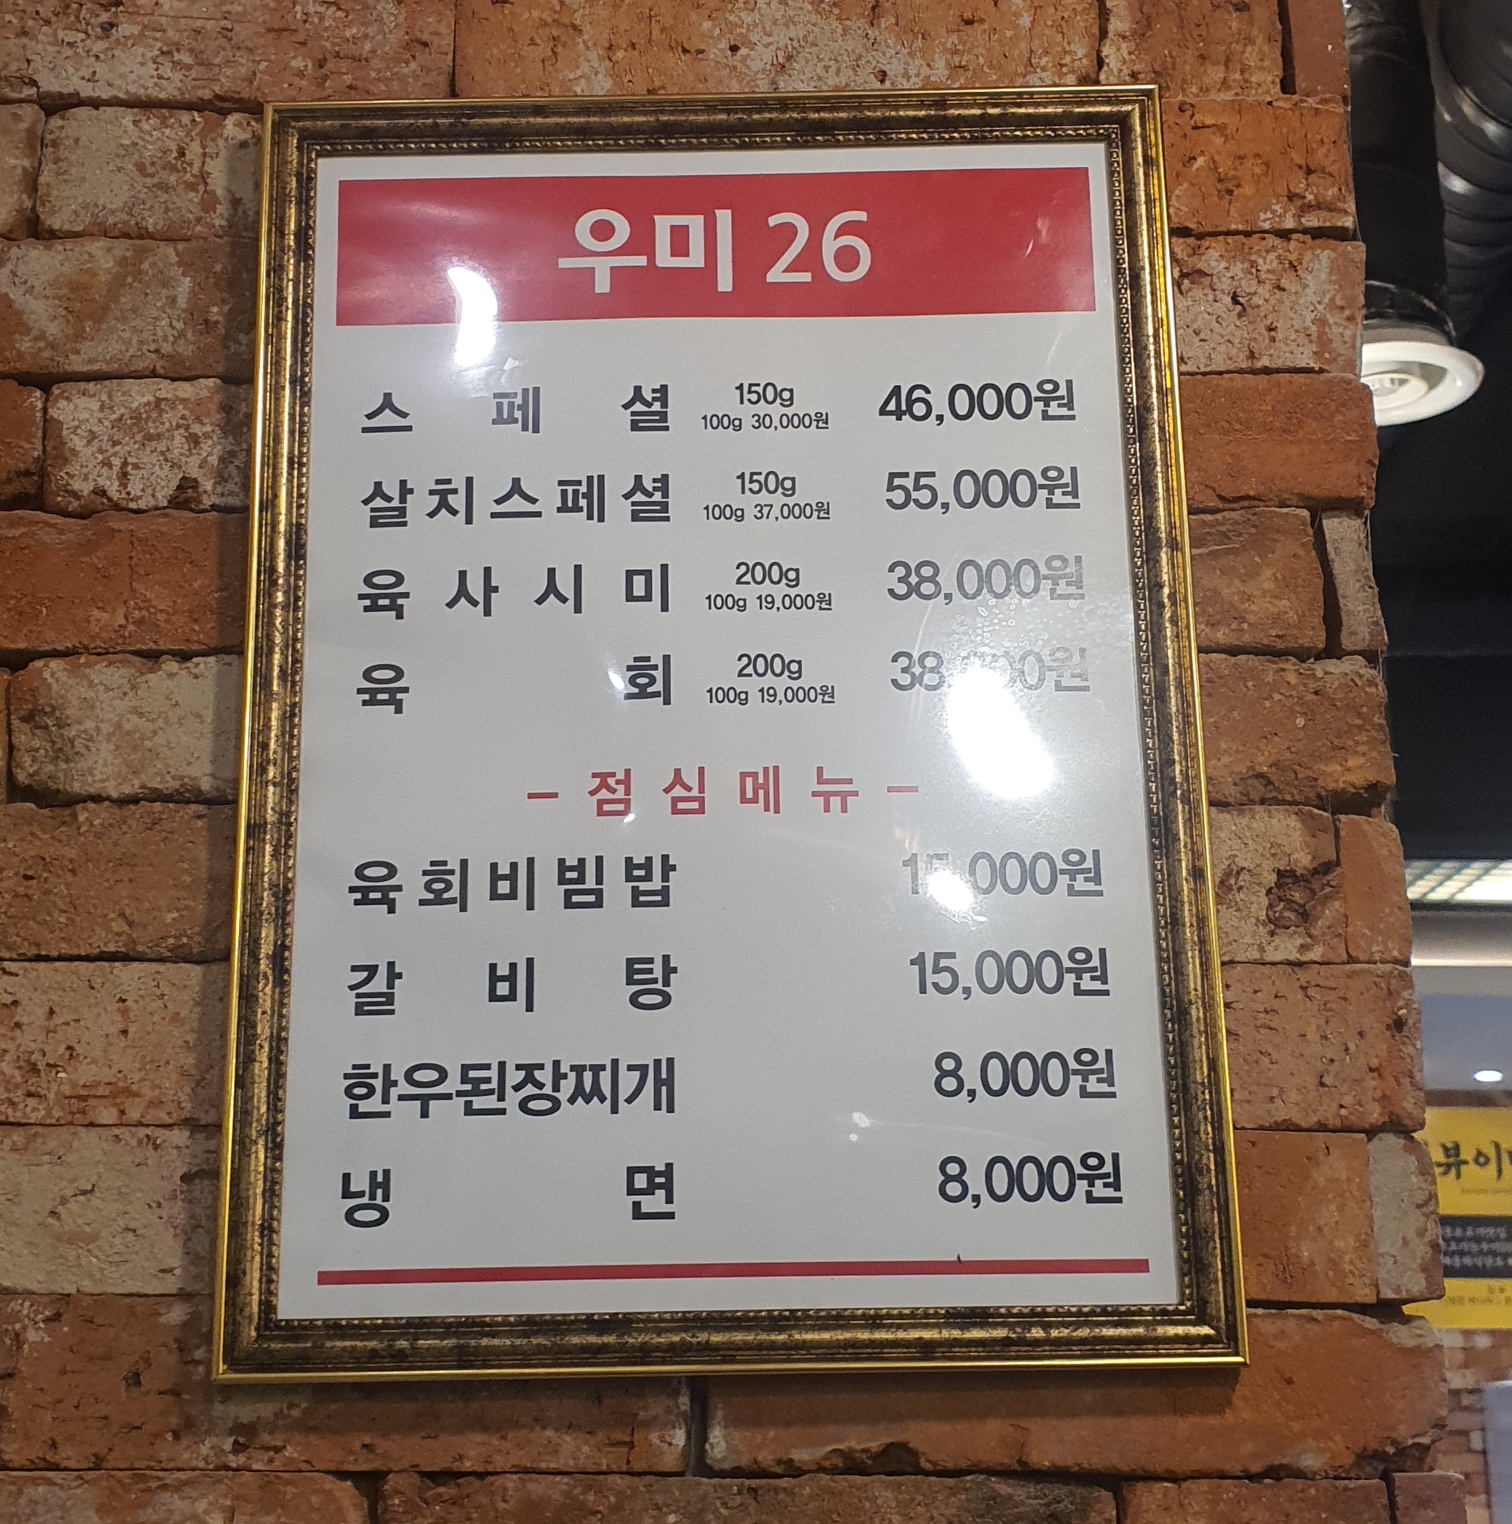 우미 26
스페셜 150g 46,000원
100g 30,000원
살치스페셜 150g 55,000원
100g 37,000원
육사시미 200g 38,000원
100g 19,000원
육회 200g
100g 19,000원
- 점심메뉴 -
육회비빔밥
갈비탕 15,000원
한우된장찌개 8,000원
냉면 8,000원